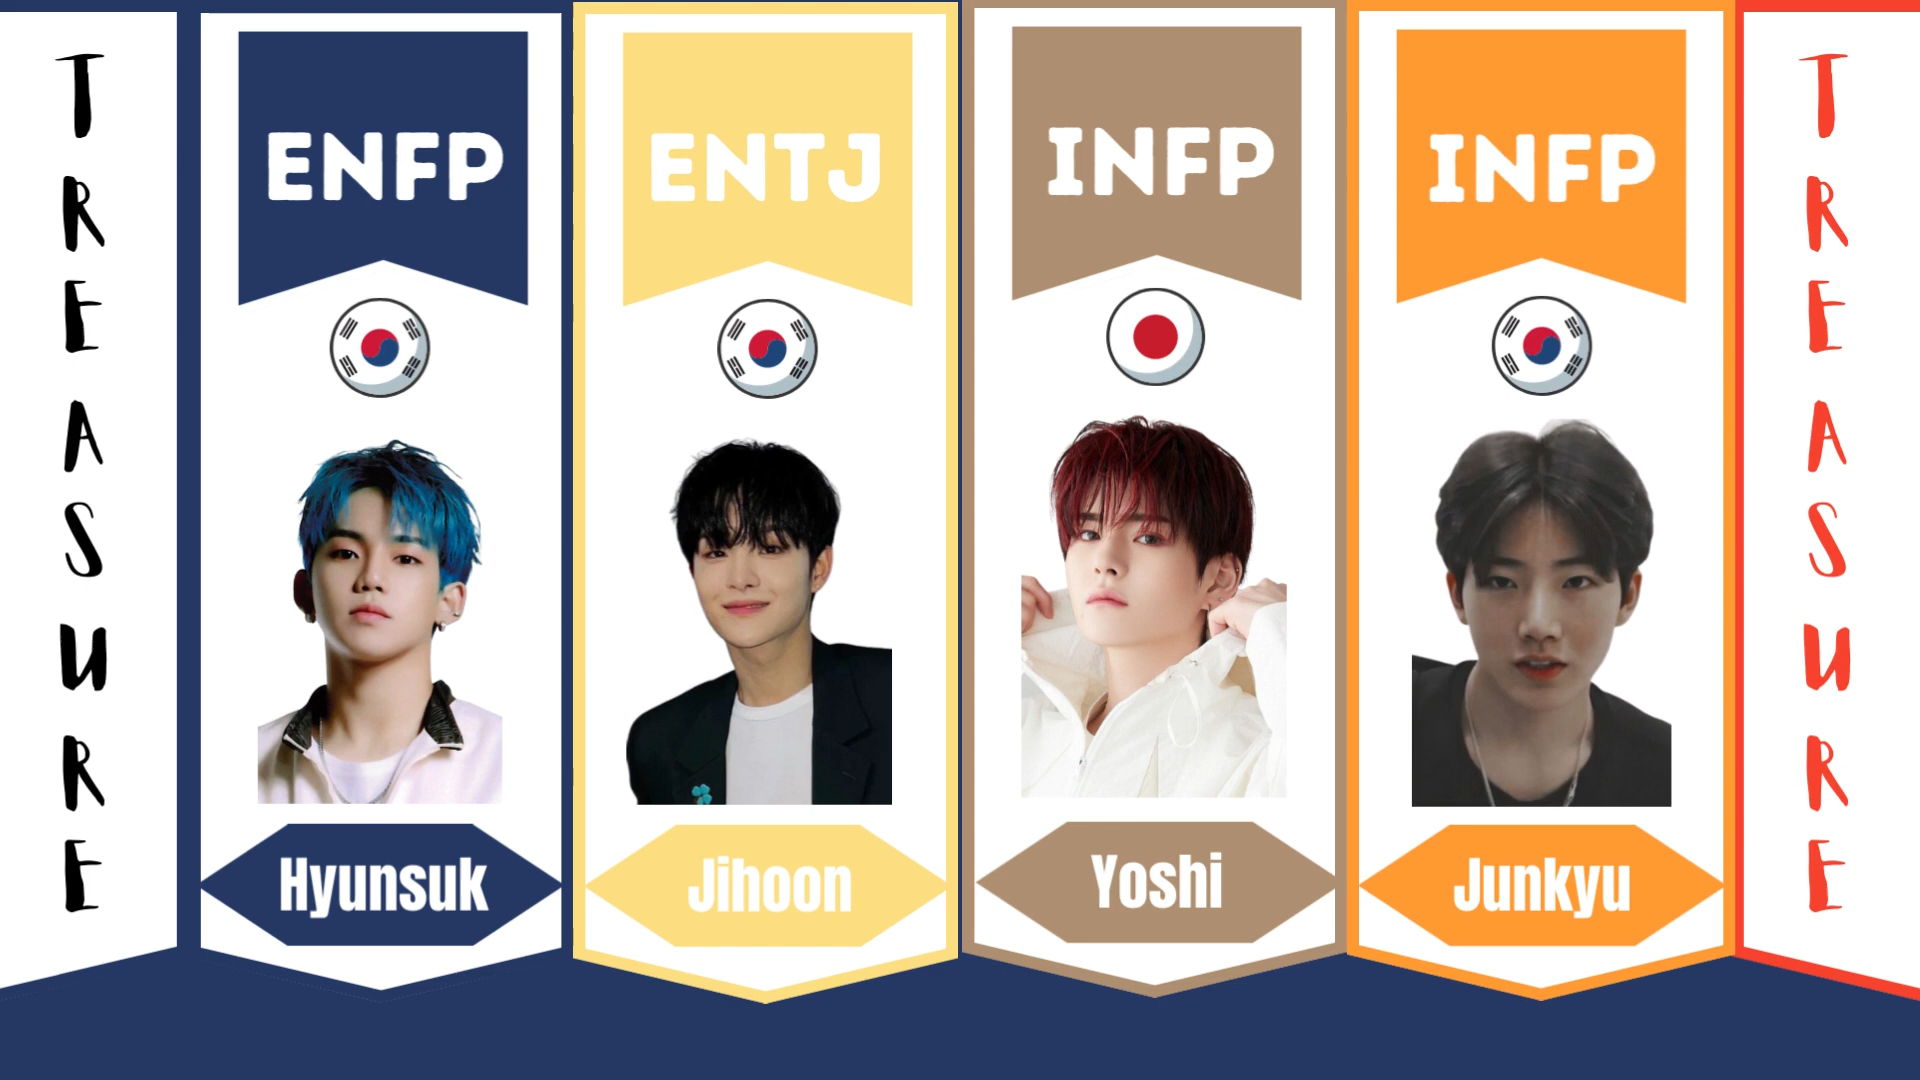 TREASURE
ENFP
Hyunsuk
ENTJ
Jihoon
INFP
Yoshi
INFP
Junkyu
TREASURE